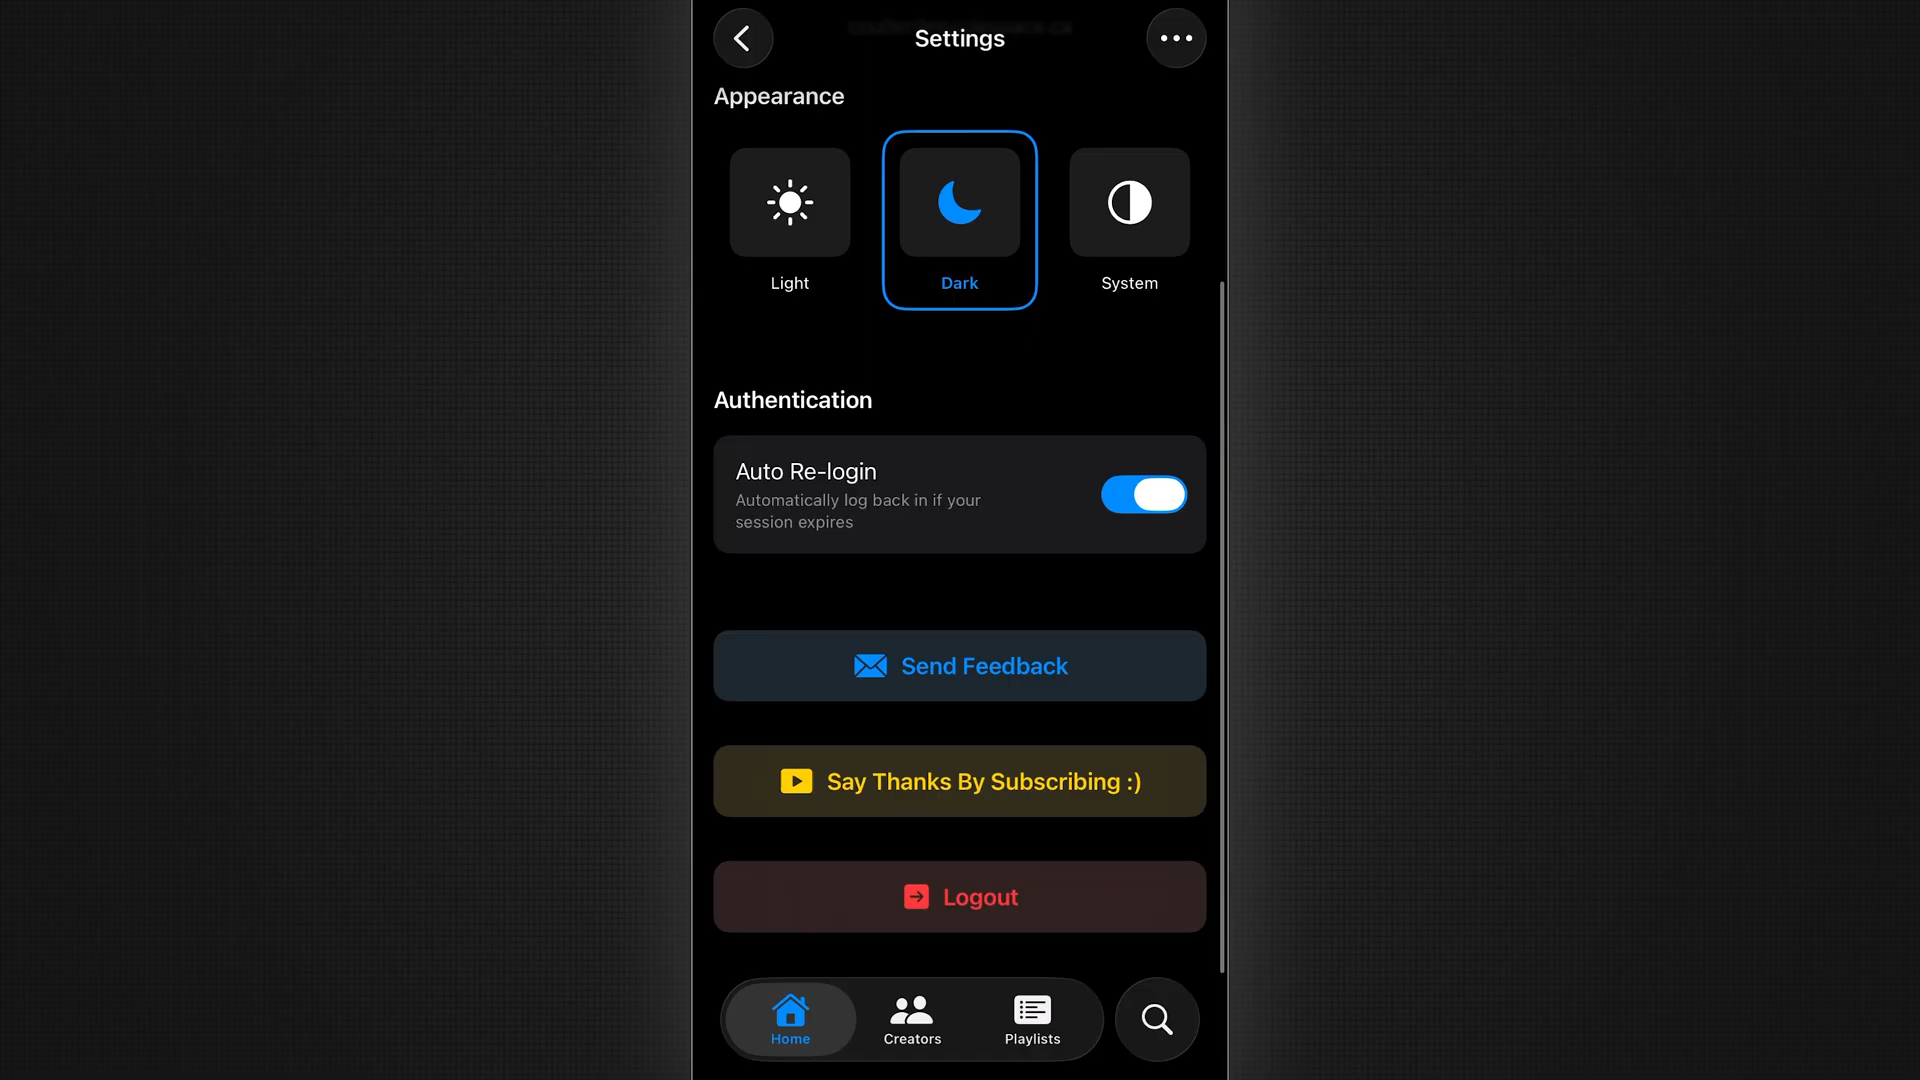 Settings
Appearance
Light
Dark
System
Authentication
Auto Re-login
Automatically log back in if your
session expires
Send Feedback
Say Thanks By Subscribing :)
Logout
Home
Creators
Playlists